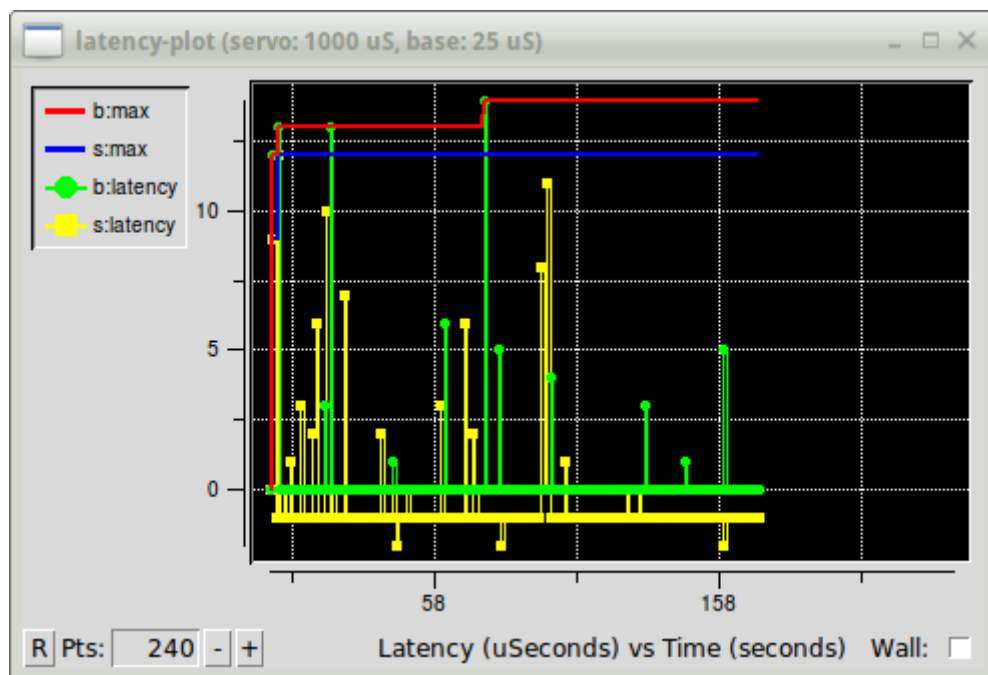 latency-plot (servo: 1000 uS, base: 25 uS)
b:max
s:max
b:latency
s:latency
10
5
0
58
158
R Pts: 240 - + Latency (uSeconds) vs Time (seconds) Wall: